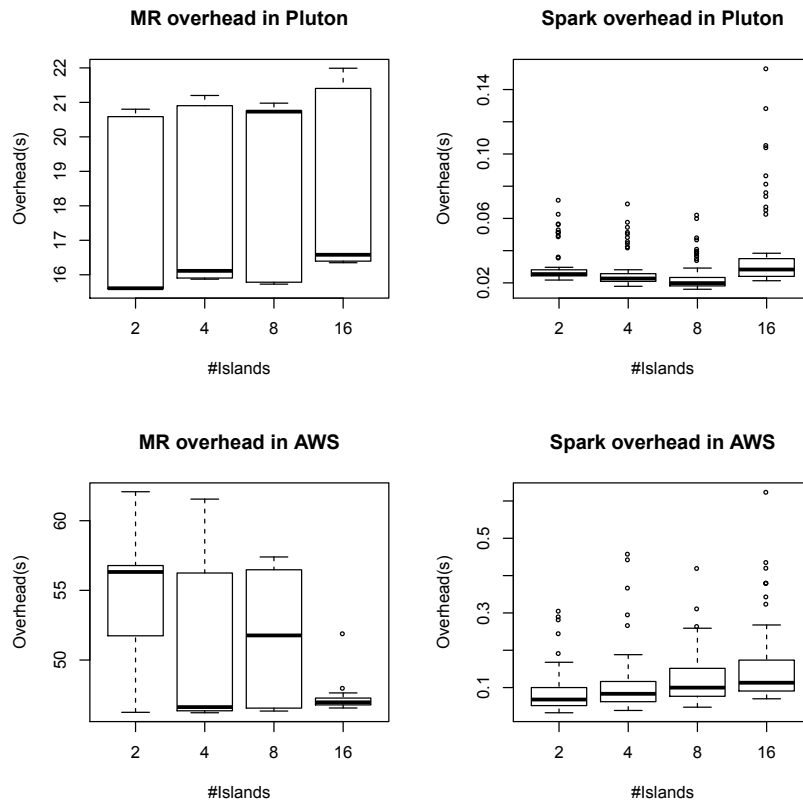 MR overhead in Pluton
Overhead(s)
22
21
20
19
18
17
16
2 4 8 16
#Islands
Spark overhead in Pluton
Overhead(s)
0.14
0.10
0.06
0.02
2 4 8 16
#Islands
MR overhead in AWS
Overhead(s)
60
55
50
2 4 8 16
#Islands
Spark overhead in AWS
Overhead(s)
0.5
0.3
0.1
2 4 8 16
#Islands